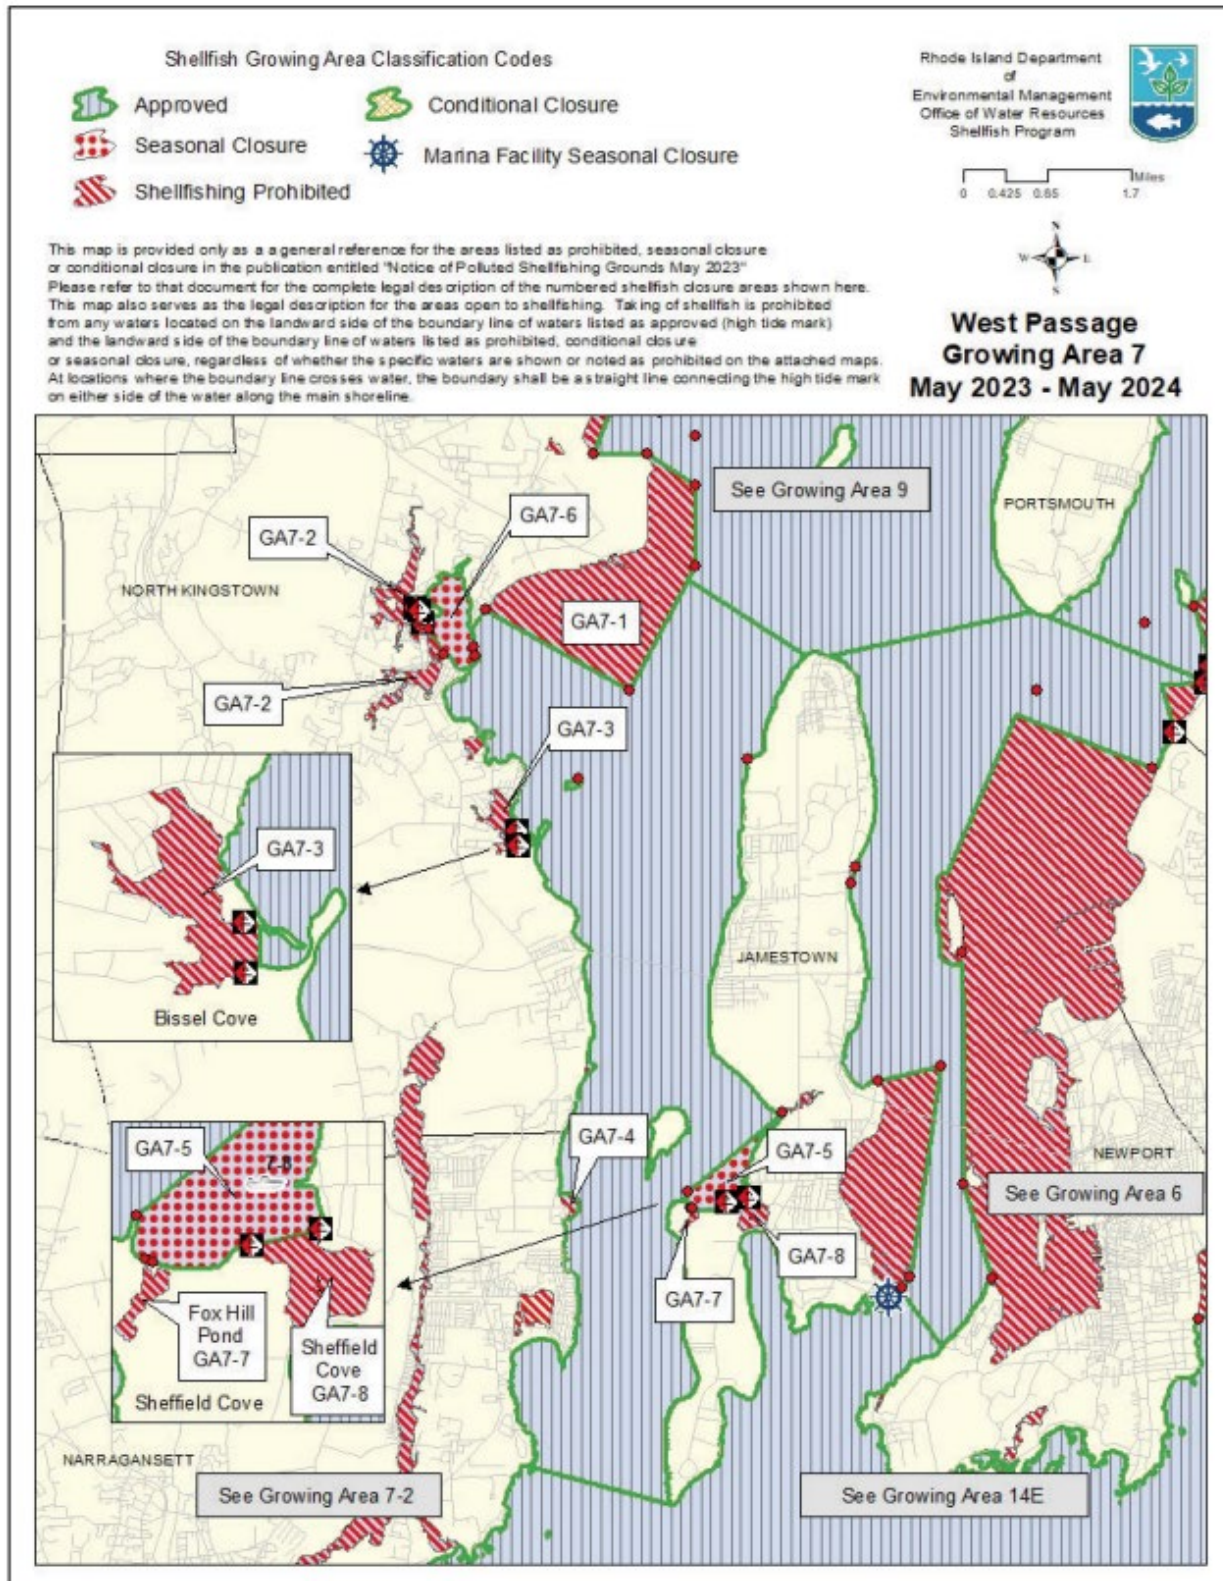 Shellfish Growing Area Classification Codes
Approved
Conditional Closure
Seasonal Closure
Marina Facility Seasonal Closure
Shellfishing Prohibited
Rhode Island Department
of
Environmental Management
Office of Water Resources
Shellfish Program
Miles
0 0.425 0.85 1.7
N
W E
S
This map is provided only as a a general reference for the areas listed as prohibited, seasonal closure
or conditional closure in the publication entitled "Notice of Polluted Shellfishing Grounds May 2023"
Please refer to that document for the complete legal description of the numbered shellfish closure areas shown here.
This map also serves as the legal description for the areas open to shellfishing. Taking of shellfish is prohibited
from any waters located on the landward side of the boundary line of waters listed as approved (high tide mark)
and the landward side of the boundary line of waters listed as prohibited, conditional closure
or seasonal closure, regardless of whether the specific waters are shown or noted as prohibited on the attached maps.
At locations where the boundary line crosses water, the boundary shall be a straight line connecting the high tide mark
on either side of the water along the main shoreline.
West Passage
Growing Area 7
May 2023 - May 2024
See Growing Area 9
PORTSMOUTH
GA7-6
GA7-2
NORTH KINGSTOWN
GA7-1
GA7-2
GA7-3
GA7-3
Bissel Cove
JAMESTOWN
GA7-4
GA7-5
GA7-5
7-8
NEWPORT
See Growing Area 6
GA7-8
GA7-7
Fox Hill
Pond
GA7-7
Sheffield
Cove
GA7-8
Sheffield Cove
NARRAGANSETT
See Growing Area 7-2
See Growing Area 14E